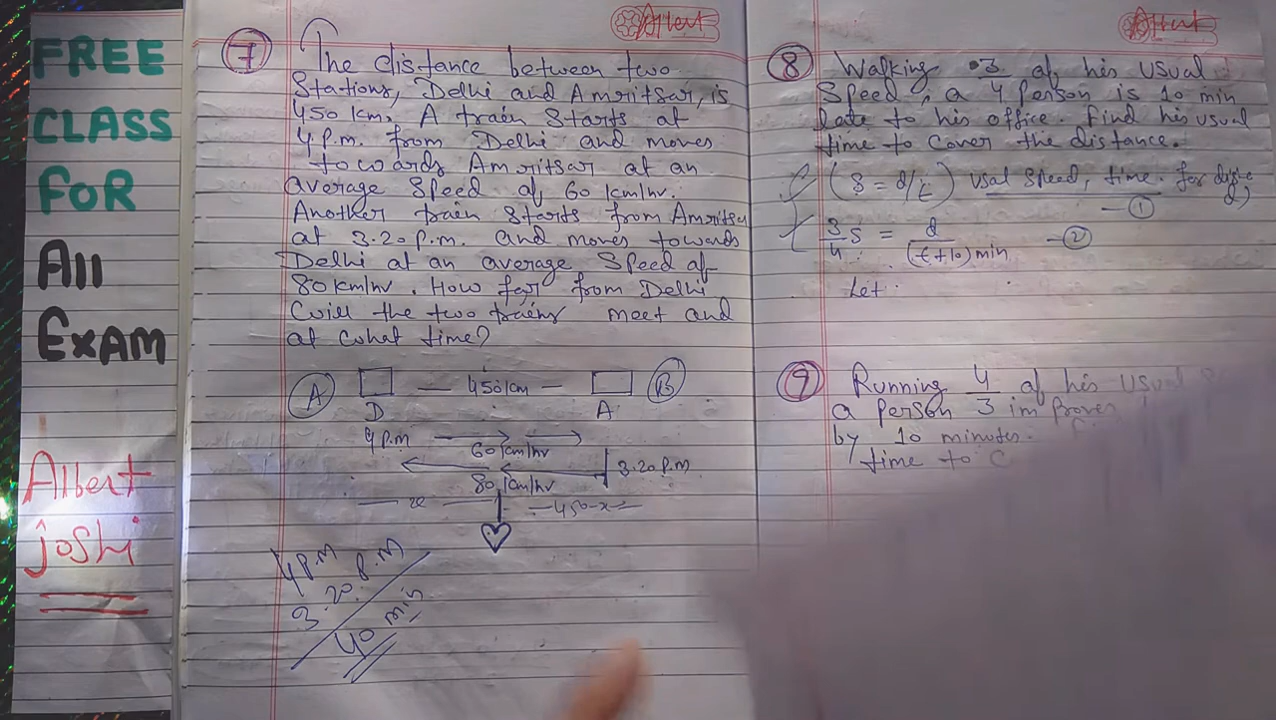 FREE
CLASS
FOR
All
ExAM
Albert
joshi
Albert
7
The distance between two
Stations, Delhi and Amritsar, is
450 km. A train starts at
4 p.m. from Delhi and moves
towards Amritsar at an
average speed of 60 km/hr.
Another train starts from Amritsar
at 3.20 p.m. and moves towards
Delhi at an average speed of
80 km/hr. How far from Delhi
will the two trains meet and
at what time?
A — 450 km — B
D A
4 P.M 60 km/hr
3.20 P.M
80 km/hr
x 450-x
4 P.M
3.20. P.M
40 min
Albert
8
Walking 3 of his usual
Speed, a 4 person is 10 min
late to his office. Find his usual
time to cover the distance.
(S = d/t) usal speed, time for
d)
— 1
3/4 s = d/(t+10) min — 2
Let
9
Running 4 of his usual
a person 3 improves
by 10 minutes.
time to c